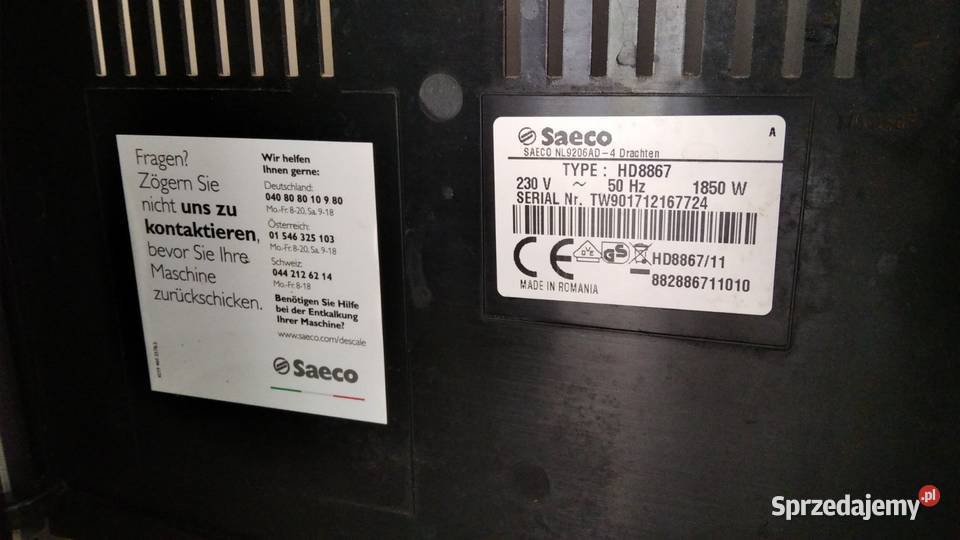 Fragen?
Zögern Sie
nicht uns zu
kontaktieren,
bevor Sie Ihre
Maschine
zurückschicken.
Wir helfen
Ihnen gerne:
Deutschland:
040 80 80 10 9 80
Mo.-Fr. 8-20, Sa. 9-18
Österreich:
01 546 325 103
Mo.-Fr. 8-20, Sa. 9-18
Schweiz:
044 212 62 14
Mo.-Fr. 8-18
Benötigen Sie Hilfe
bei der Entkalkung
Ihrer Maschine?
www.saeco.com/descale
Saeco
Saeco
A
SAECO NL9206AD-4 Drachten
TYPE: HD8867
230 V ~ 50 Hz 1850 W
SERIAL Nr. TW901712167724
CE DVE GS HD8867/11
MADE IN ROMANIA 882886711010
Sprzedajemy.pl